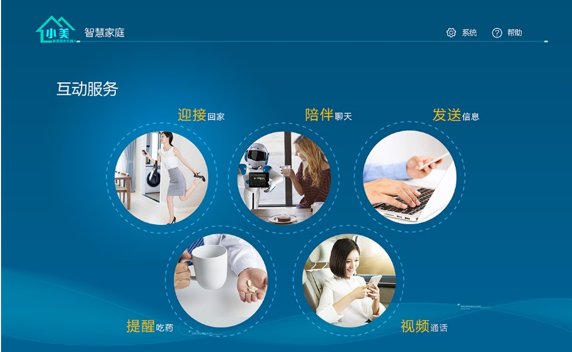 小美
智慧家庭
系统
帮助
互动服务
迎接回家
陪伴聊天
发送信息
提醒吃药
视频通话